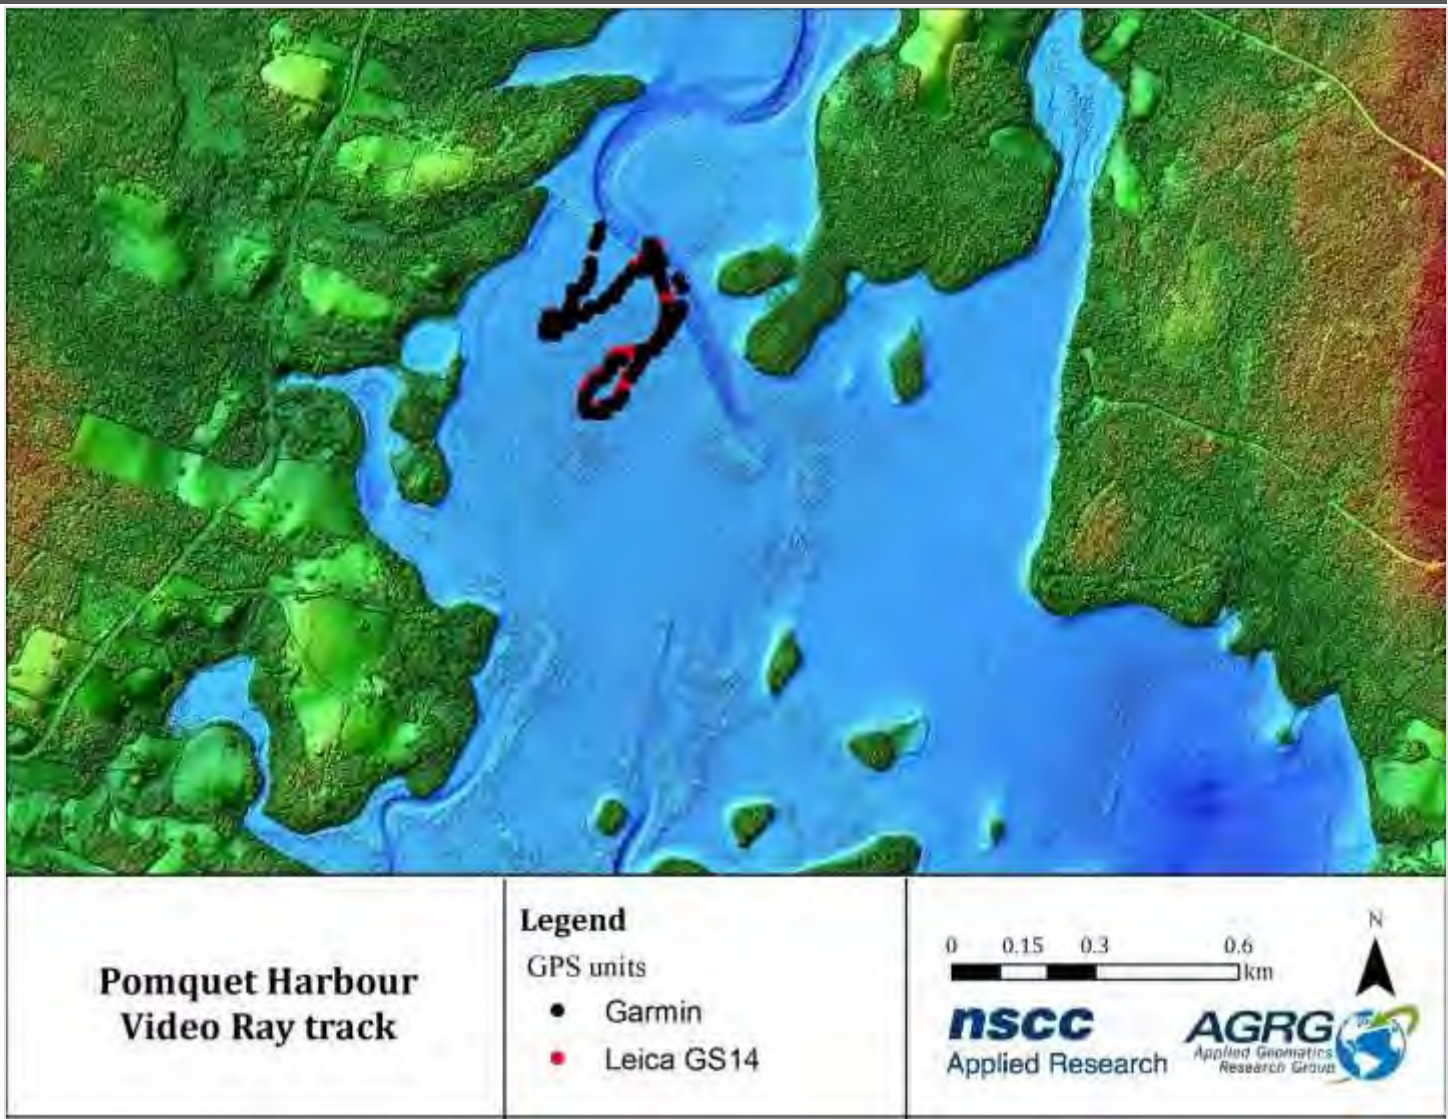 Pomquet Harbour
Video Ray track
Legend
GPS units
Garmin
Leica GS14
N
0 0.15 0.3 0.6
km
nscc
Applied Research
AGRG
Applied Geomatics
Research Group